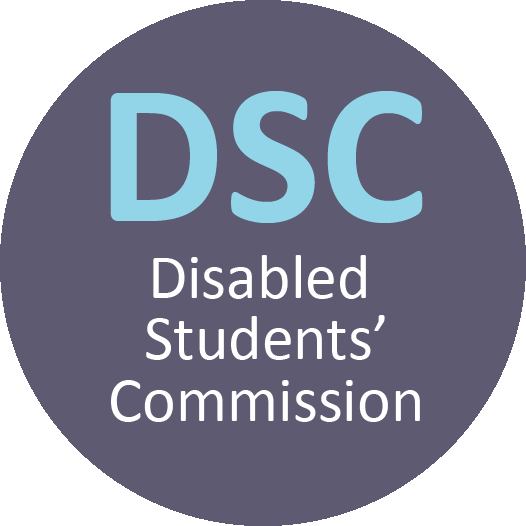 DSC
Disabled
Students’
Commission